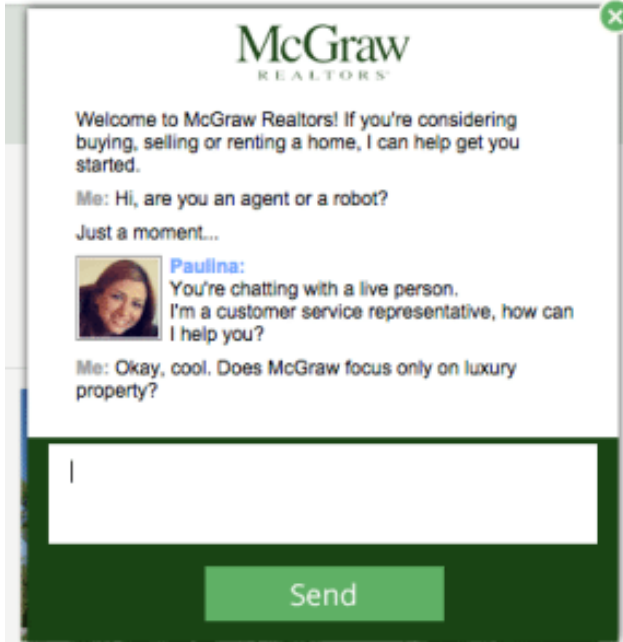 McGraw
REALTORS
Welcome to McGraw Realtors! If you're considering
buying, selling or renting a home, I can help get you
started.
Me: Hi, are you an agent or a robot?
Just a moment...
Paulina:
You're chatting with a live person.
I'm a customer service representative, how can
I help you?
Me: Okay, cool. Does McGraw focus only on luxury
property?
Send